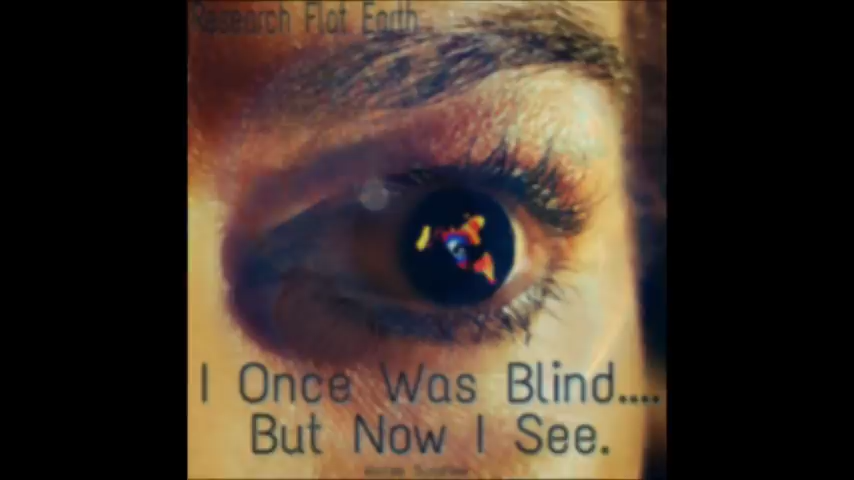 Research Flat Earth
I Once Was Blind....
But Now I See.